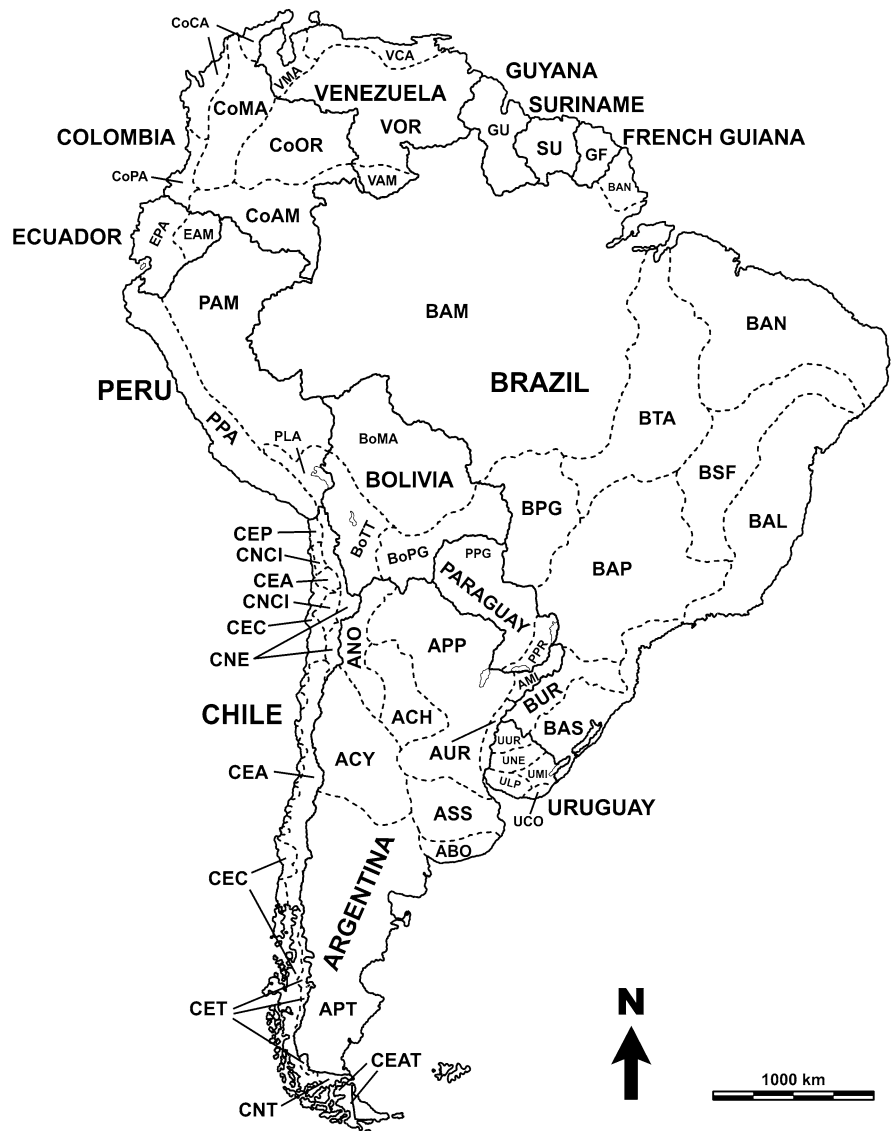 CoCA
VCA
VMA
GUYANA
VENEZUELA
CoMA
SURINAME
COLOMBIA
VOR
GU
FRENCH GUIANA
CoOR
SU
GF
CoPA
VAM
BAN
CoAM
ECUADOR
EPA
EAM
PAM
BAM
BAN
PERU
BRAZIL
PPA
BTA
PLA
BoMA
BOLIVIA
BSF
BPG
BAL
CEP
BoTT
CNCI
BoPG
PPG
BAP
CEA
PARAGUAY
CNCI
CEC
ANO
APP
CNE
PPR
AMI
BUR
CHILE
ACH
BAS
UUR
AUR
ACY
UNE
CEA
UMI
ULP
URUGUAY
ASS
UCO
ABO
CEC
ARGENTINA
CET
APT
N
CEAT
1000 km
CNT